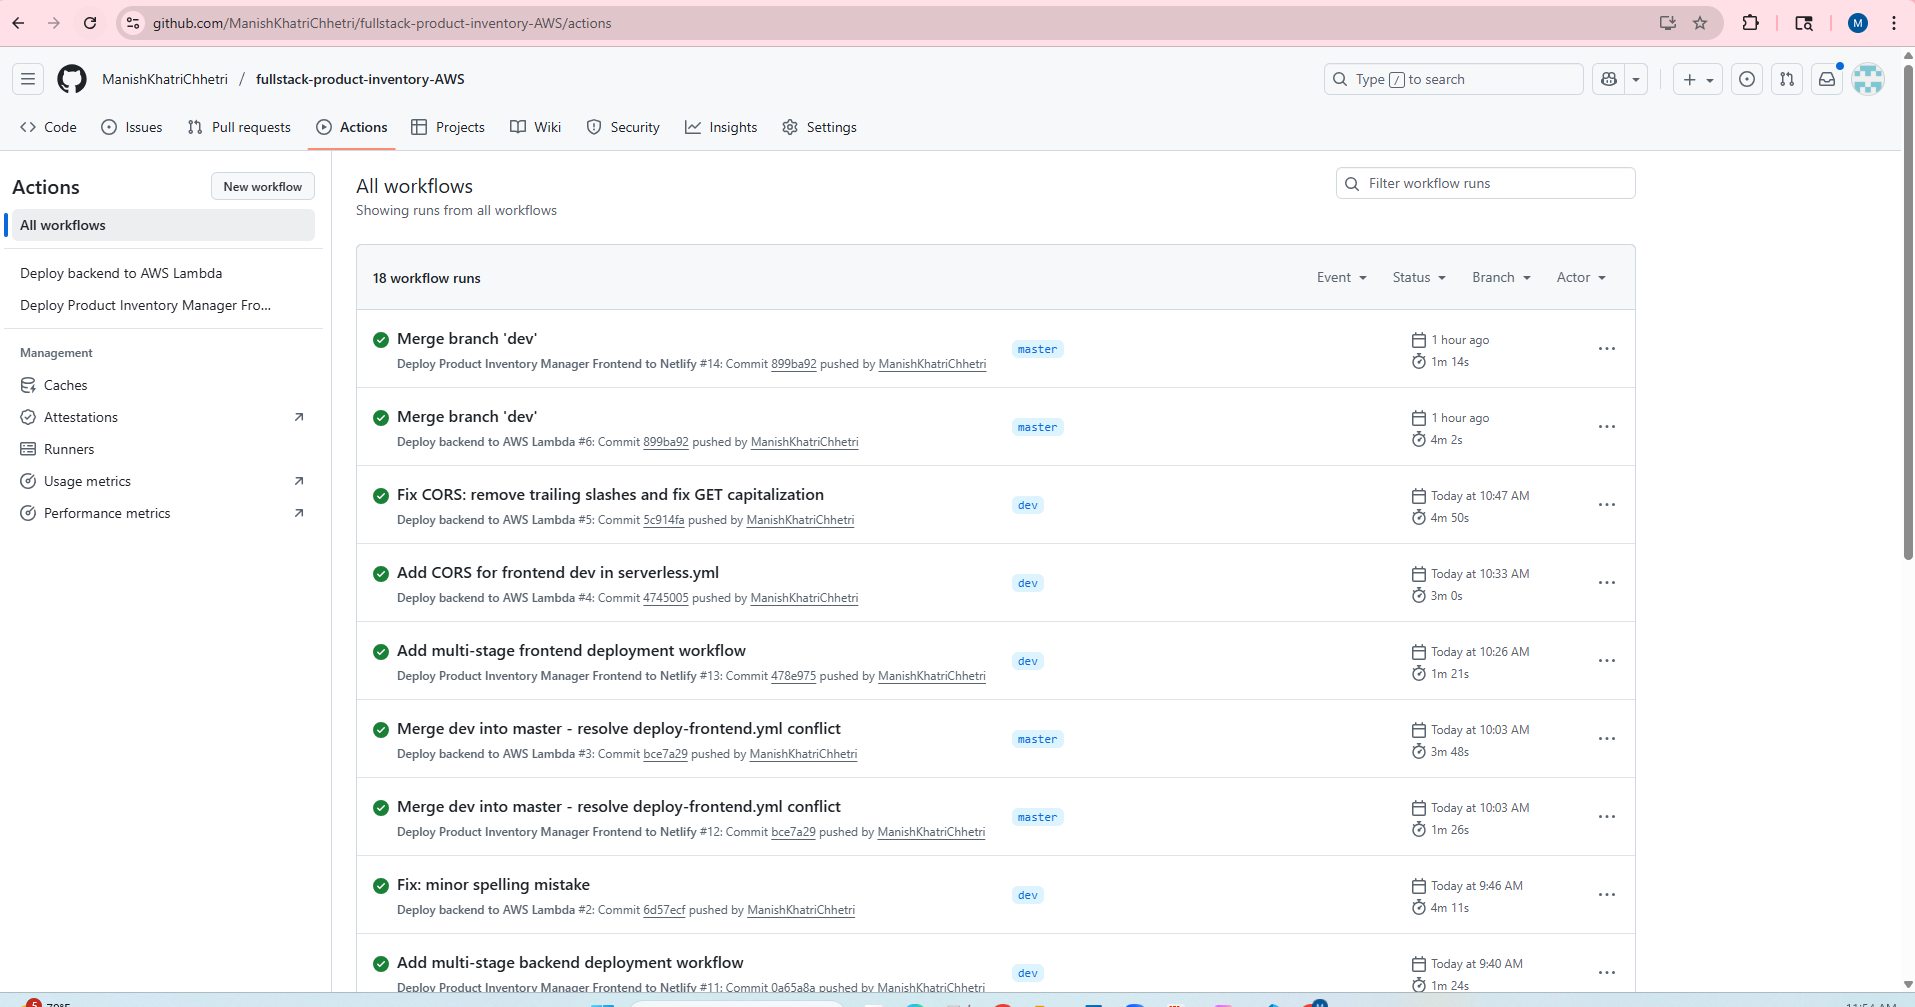 github.com/ManishKhatriChhetri/fullstack-product-inventory-AWS/actions
M
ManishKhatriChhetri / fullstack-product-inventory-AWS
Type / to search
Code
Issues
Pull requests
Actions
Projects
Wiki
Security
Insights
Settings
Actions
New workflow
All workflows
Deploy backend to AWS Lambda
Deploy Product Inventory Manager Fro...
Management
Caches
Attestations
Runners
Usage metrics
Performance metrics
All workflows
Showing runs from all workflows
Filter workflow runs
18 workflow runs
Event
Status
Branch
Actor
Merge branch 'dev'
Deploy Product Inventory Manager Frontend to Netlify #14: Commit 899ba92 pushed by ManishKhatriChhetri
master
1 hour ago
1m 14s
Merge branch 'dev'
Deploy backend to AWS Lambda #6: Commit 899ba92 pushed by ManishKhatriChhetri
master
1 hour ago
4m 2s
Fix CORS: remove trailing slashes and fix GET capitalization
Deploy backend to AWS Lambda #5: Commit 5c914fa pushed by ManishKhatriChhetri
dev
Today at 10:47 AM
4m 50s
Add CORS for frontend dev in serverless.yml
Deploy backend to AWS Lambda #4: Commit 4745005 pushed by ManishKhatriChhetri
dev
Today at 10:33 AM
3m 0s
Add multi-stage frontend deployment workflow
Deploy Product Inventory Manager Frontend to Netlify #13: Commit 478e975 pushed by ManishKhatriChhetri
dev
Today at 10:26 AM
1m 21s
Merge dev into master - resolve deploy-frontend.yml conflict
Deploy backend to AWS Lambda #3: Commit bce7a29 pushed by ManishKhatriChhetri
master
Today at 10:03 AM
3m 48s
Merge dev into master - resolve deploy-frontend.yml conflict
Deploy Product Inventory Manager Frontend to Netlify #12: Commit bce7a29 pushed by ManishKhatriChhetri
master
Today at 10:03 AM
1m 26s
Fix: minor spelling mistake
Deploy backend to AWS Lambda #2: Commit 6d57ecf pushed by ManishKhatriChhetri
dev
Today at 9:46 AM
4m 11s
Add multi-stage backend deployment workflow
Deploy Product Inventory Manager Frontend to Netlify #11: Commit 0a65a8a pushed by ManishKhatriChhetri
dev
Today at 9:40 AM
1m 24s
5